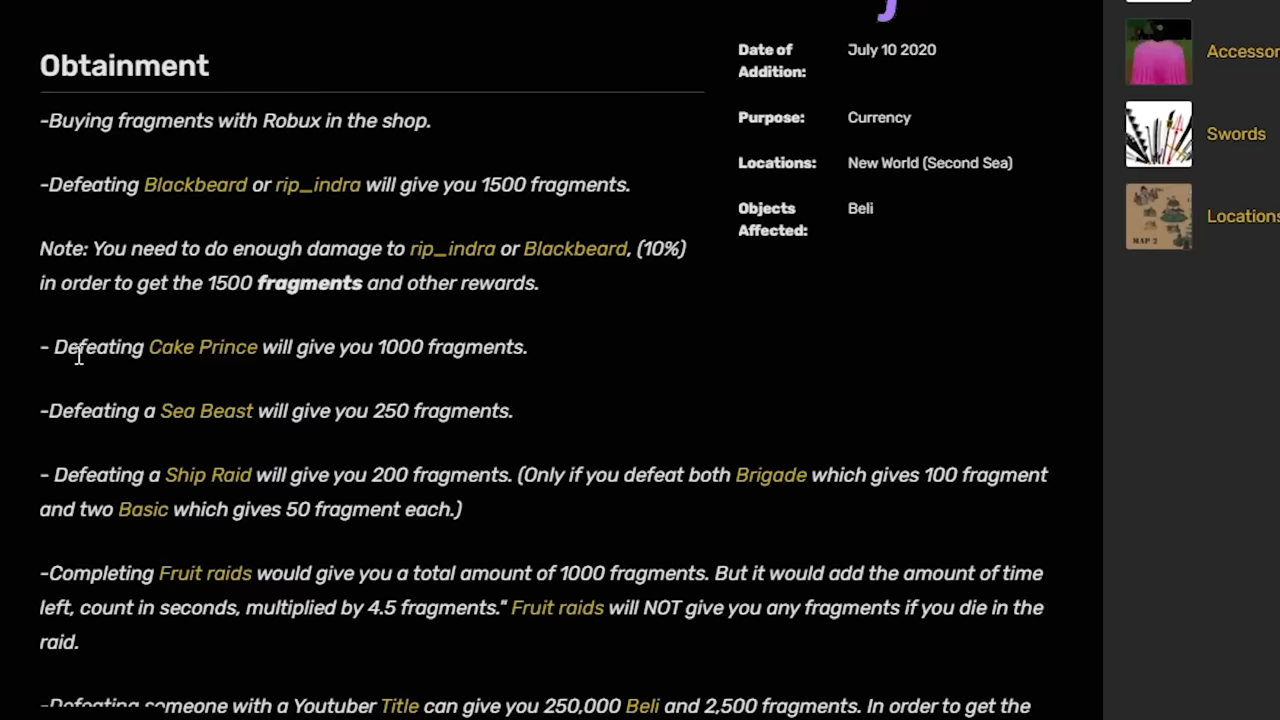 Obtainment
-Buying fragments with Robux in the shop.
-Defeating Blackbeard or rip_indra will give you 1500 fragments.
Note: You need to do enough damage to rip_indra or Blackbeard, (10%)
in order to get the 1500 fragments and other rewards.
- Defeating Cake Prince will give you 1000 fragments.
-Defeating a Sea Beast will give you 250 fragments.
- Defeating a Ship Raid will give you 200 fragments. (Only if you defeat both Brigade which gives 100 fragment
and two Basic which gives 50 fragment each.)
-Completing Fruit raids would give you a total amount of 1000 fragments. But it would add the amount of time
left, count in seconds, multiplied by 4.5 fragments." Fruit raids will NOT give you any fragments if you die in the
raid.
-Defeating someone with a Youtuber Title can give you 250,000 Beli and 2,500 fragments. In order to get the
Date of
Addition:
July 10 2020
Purpose:
Currency
Locations:
New World (Second Sea)
Objects
Affected:
Beli
Accessor
Swords
MAP 2
Locations